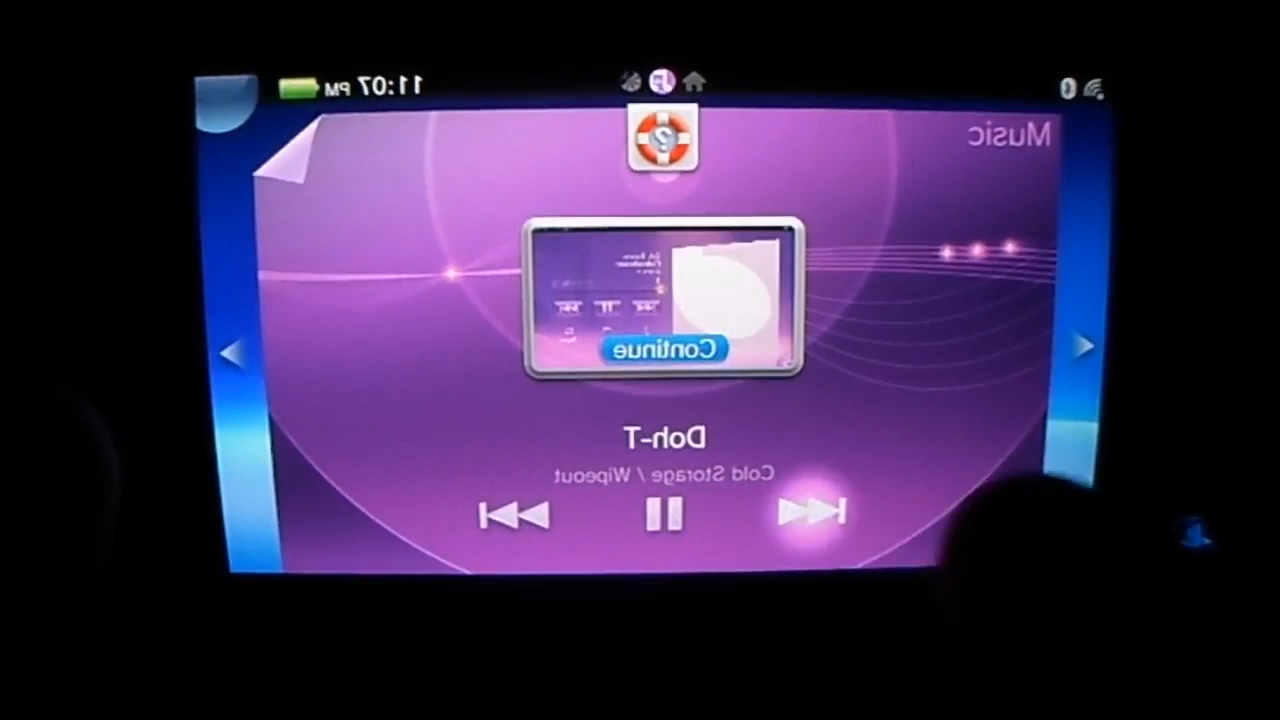 11:07 PM
Music
?
Continue
Doh-T
Cold Storage / Wipeout